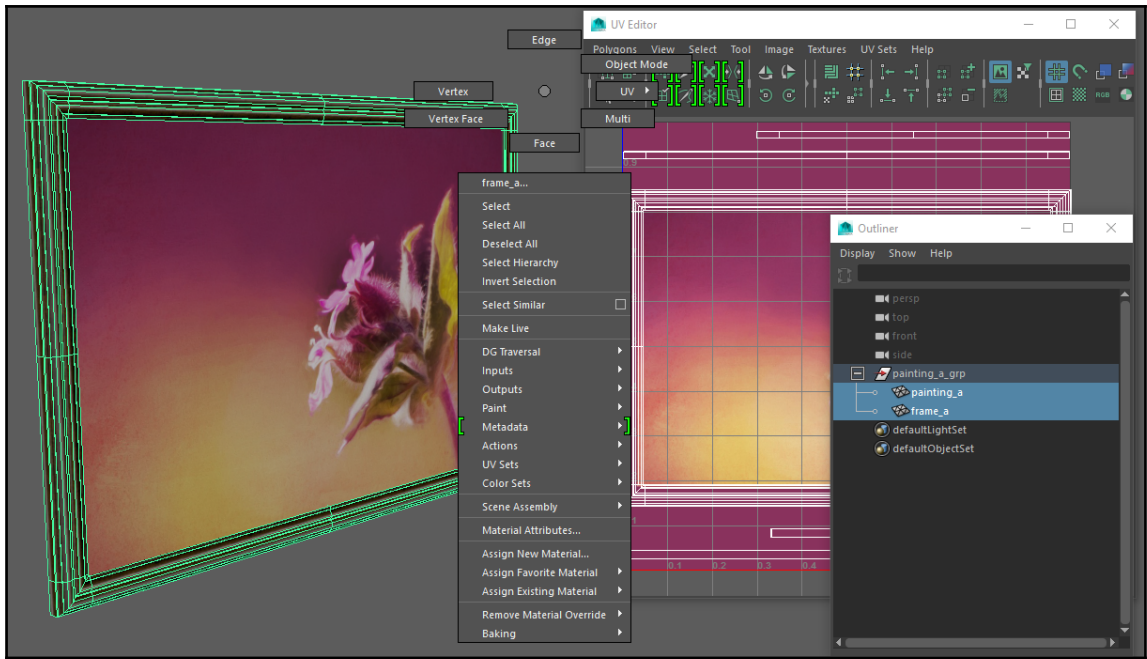 UV Editor
Polygons View Select Tool Image Textures UV Sets Help
RGB
Edge
Object Mode
Vertex
UV
Vertex Face
Multi
Face
0.9
frame_a...
Select
Select All
Deselect All
Select Hierarchy
Invert Selection
Select Similar
Make Live
DG Traversal
Inputs
Outputs
Paint
Metadata
Actions
UV Sets
Color Sets
Scene Assembly
Material Attributes...
Assign New Material...
Assign Favorite Material
Assign Existing Material
Remove Material Override
Baking
0.1 0.2 0.3 0.4
Outliner
Display Show Help
persp
top
front
side
painting_a_grp
painting_a
frame_a
defaultLightSet
defaultObjectSet